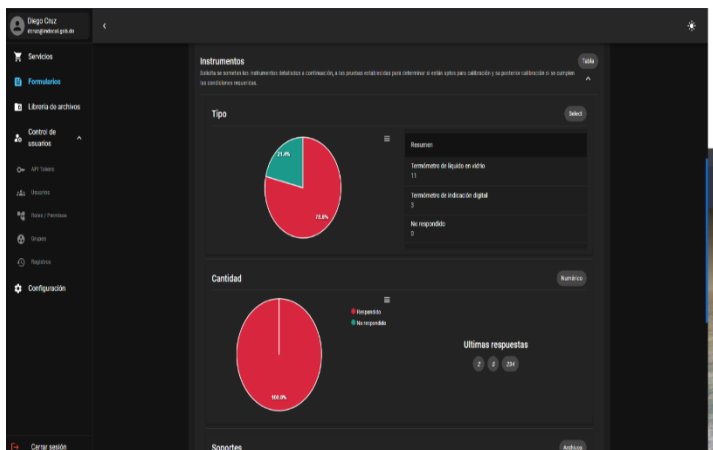 Diego Cruz
Servicios
Formularios
Librería de archivos
Control de
usuarios
API Tokens
Usuarios
Roles / Permisos
Grupos
Registros
Configuración
Cerrar sesión
Instrumentos
Tabla
Solicita se sometan los instrumentos detallados a continuación, a las pruebas establecidas para determinar si están aptos para calibración y su posterior calibración si se cumplen
las condiciones requeridas.
Tipo
Select
21.4%
Resumen
Termómetro de líquido en vidrio
11
Termómetro de indicación digital
3
No respondido
0
Cantidad
Numérico
Respondido
No respondido
100.0%
Ultimas respuestas
Soportes
Archivos